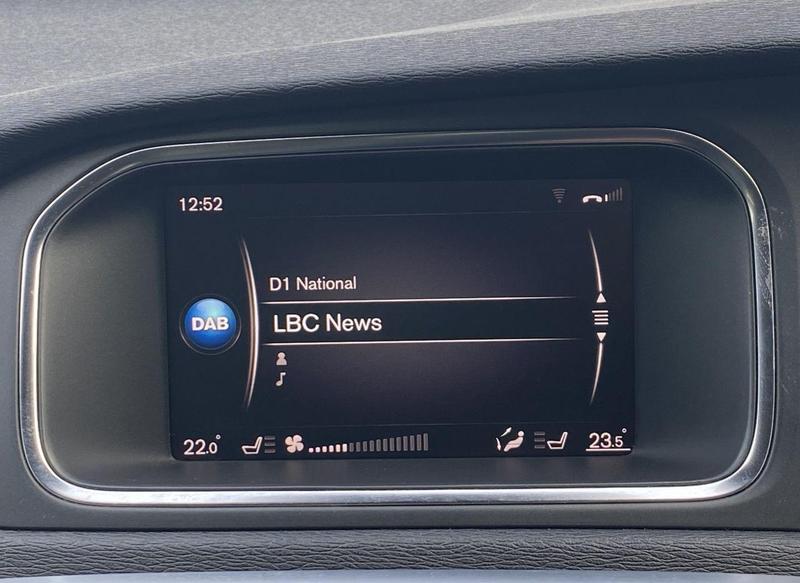 12:52
D1 National
DAB
LBC News
22.0°
23.5°